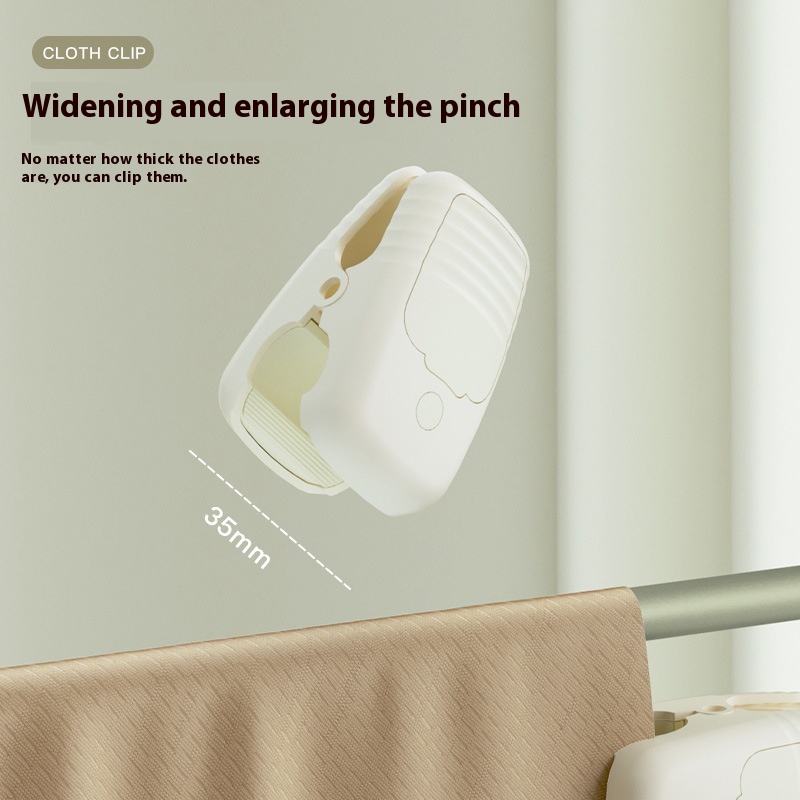 CLOTH CLIP
Widening and enlarging the pinch
No matter how thick the clothes
are, you can clip them.
35mm